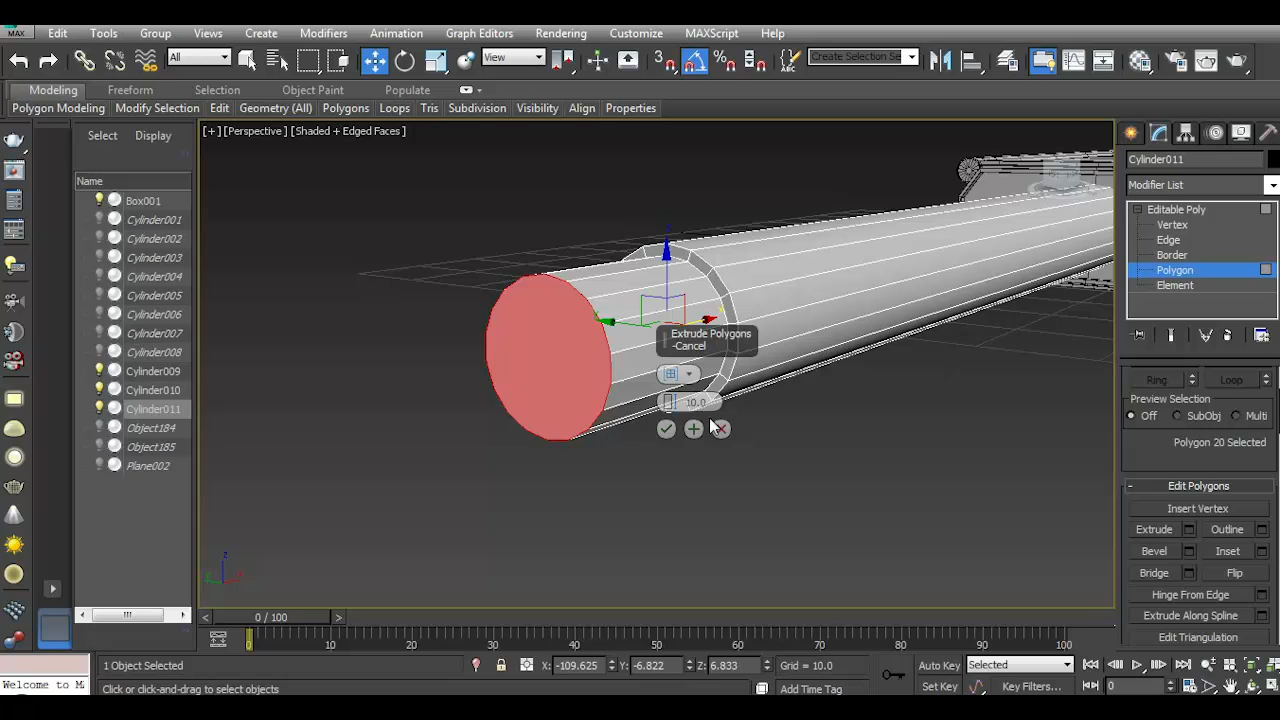 MAX Edit Tools Group Views Create Modifiers Animation Graph Editors Rendering Customize MAXScript Help
All View Create Selection Se
Modeling Freeform Selection Object Paint Populate
Polygon Modeling Modify Selection Edit Geometry (All) Polygons Loops Tris Subdivision Visibility Align Properties
Select Display
Name
Box001
Cylinder001
Cylinder002
Cylinder003
Cylinder004
Cylinder005
Cylinder006
Cylinder007
Cylinder008
Cylinder009
Cylinder010
Cylinder011
Object184
Object185
Plane002
[+][Perspective][Shaded + Edged Faces]
Extrude Polygons
-Cancel
10.0
Cylinder011
Modifier List
Editable Poly
Vertex
Edge
Border
Polygon
Element
Ring Loop
Preview Selection
Off SubObj Multi
Polygon 20 Selected
- Edit Polygons
Insert Vertex
Extrude Outline
Bevel Inset
Bridge Flip
Hinge From Edge
Extrude Along Spline
Edit Triangulation
< 0 / 100 >
0 10 20 30 40 50 60 70 80 90 100
1 Object Selected X: -109.625 Y: -6.822 Z: 6.833 Grid = 10.0 Auto Key Selected
Welcome to M Click or click-and-drag to select objects Add Time Tag Set Key Key Filters... 0